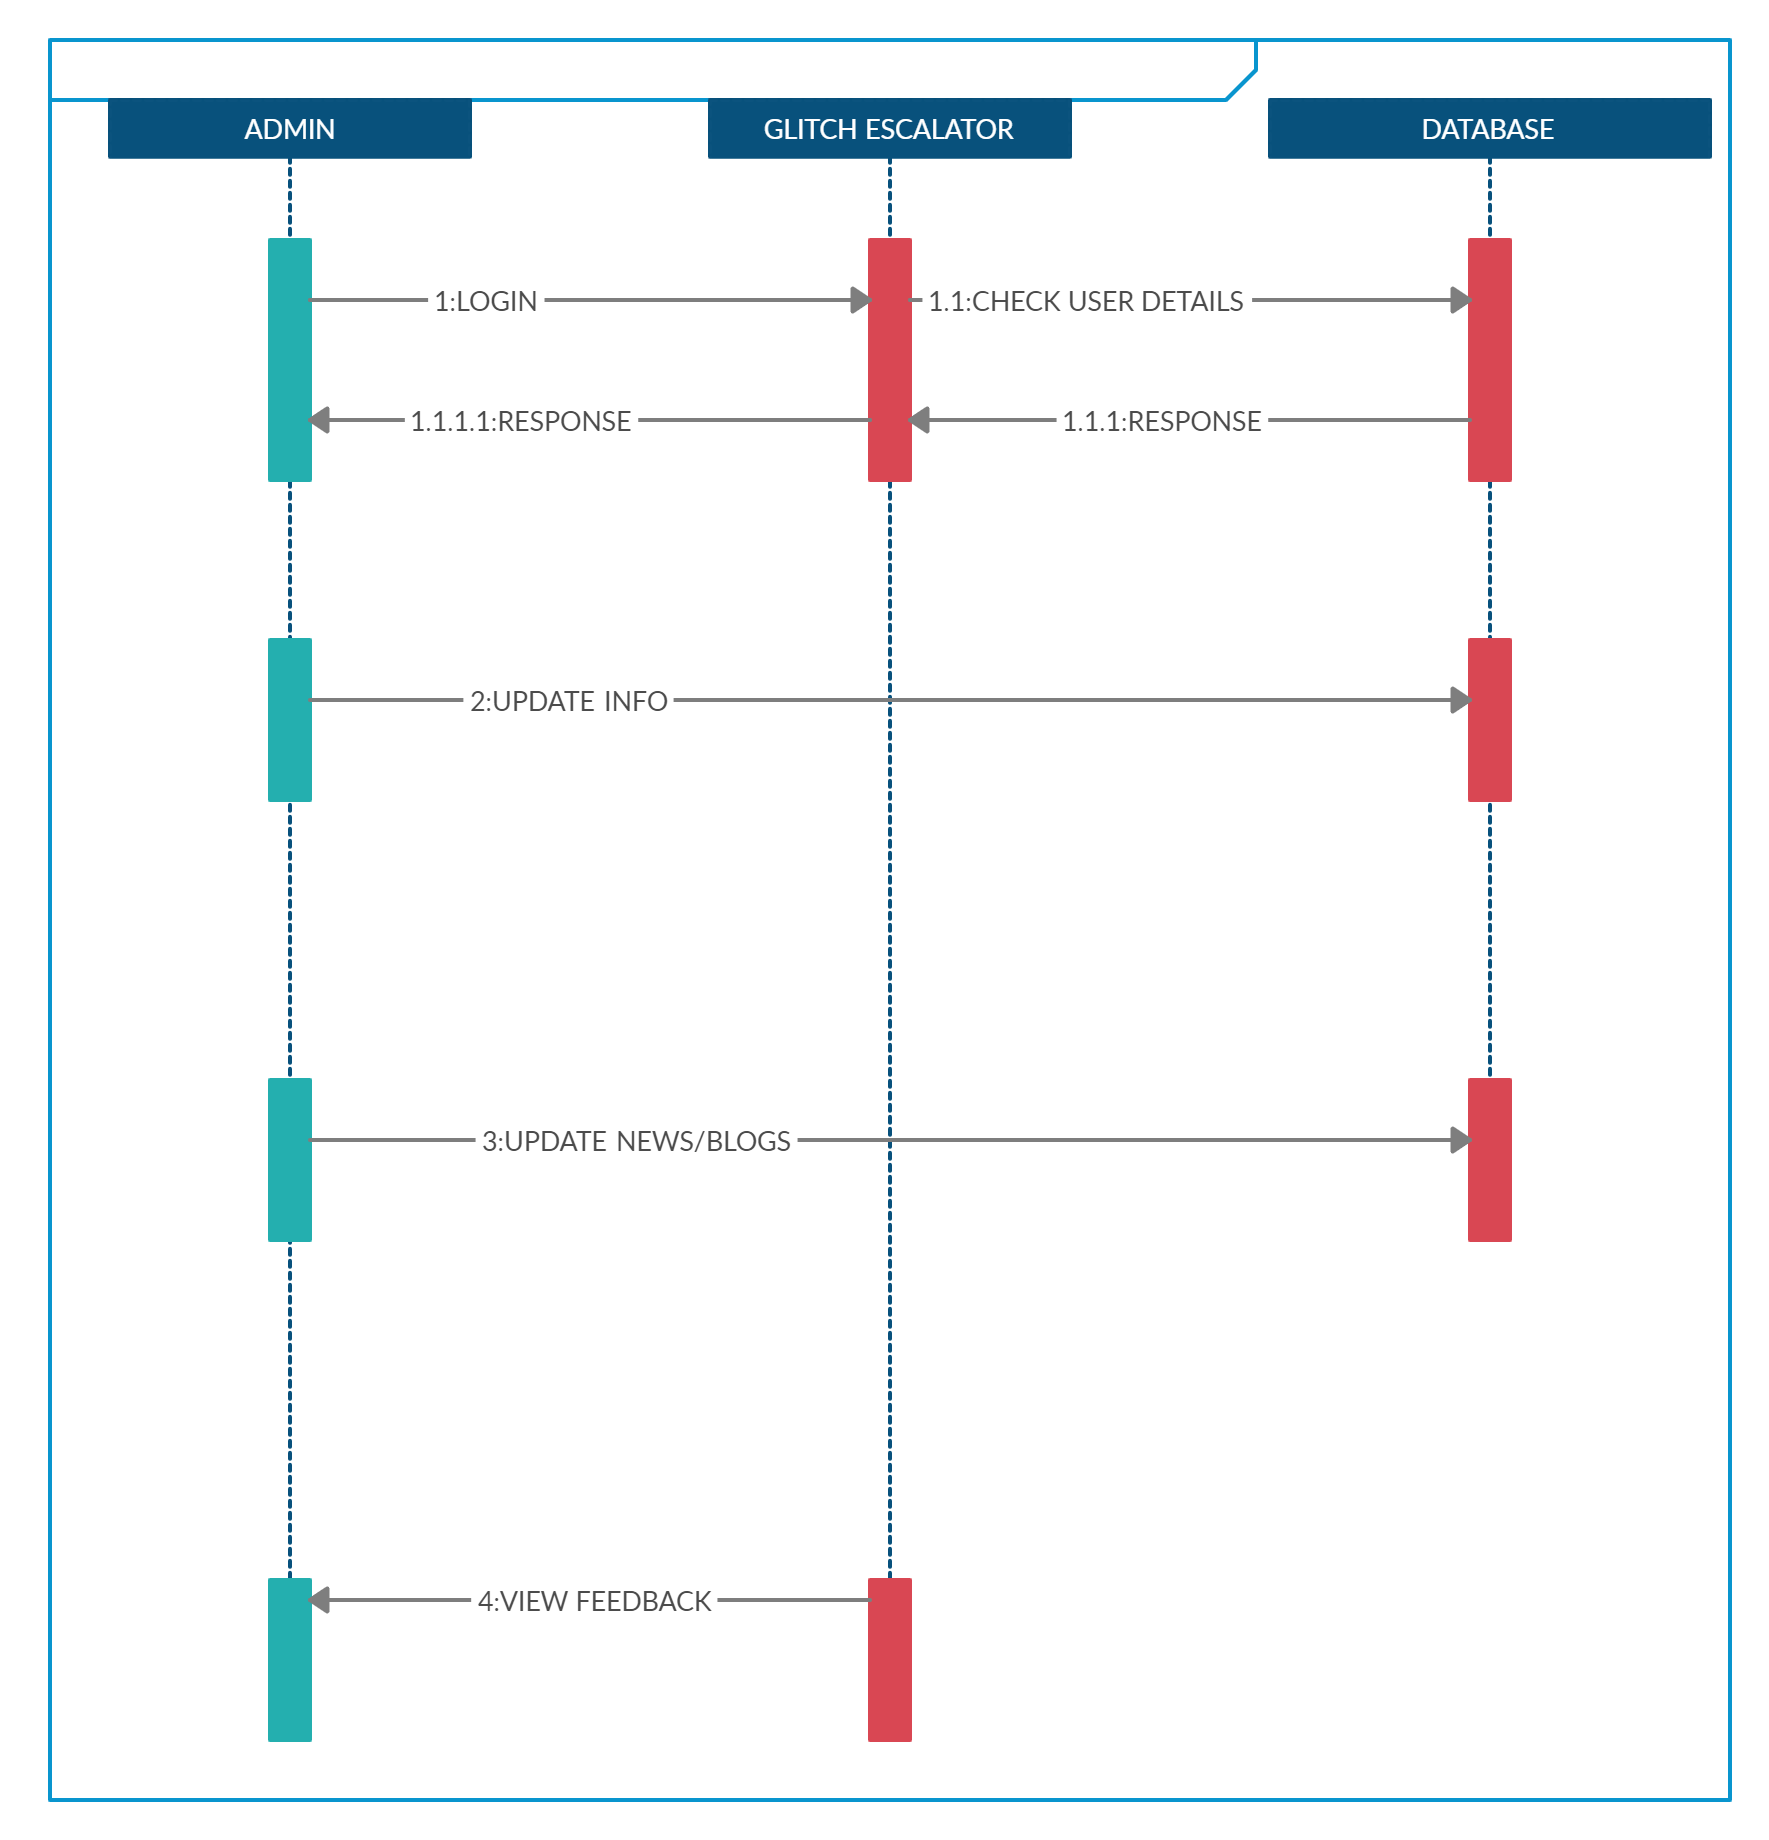 ADMIN
GLITCH ESCALATOR
DATABASE
1:LOGIN
1.1:CHECK USER DETAILS
1.1.1.1:RESPONSE
1.1.1:RESPONSE
2:UPDATE INFO
3:UPDATE NEWS/BLOGS
4:VIEW FEEDBACK